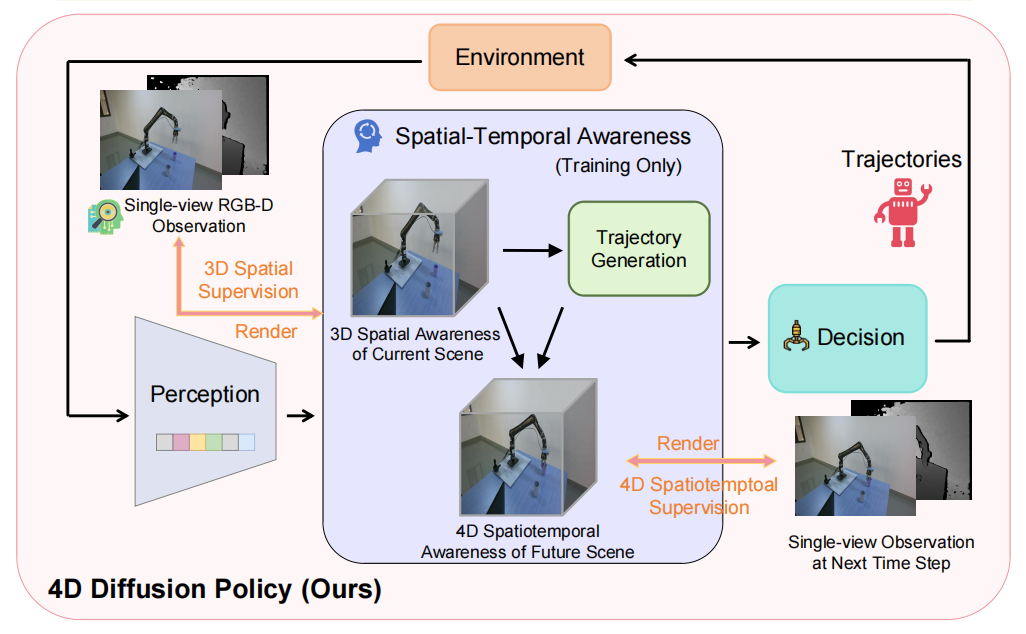 Environment
Spatial-Temporal Awareness
(Training Only)
Single-view RGB-D
Observation
3D Spatial
Supervision
Render
Perception
3D Spatial Awareness
of Current Scene
Trajectory
Generation
4D Spatiotemporal
Awareness of Future Scene
Trajectories
Decision
Render
4D Spatiotemptoal
Supervision
Single-view Observation
at Next Time Step
4D Diffusion Policy (Ours)